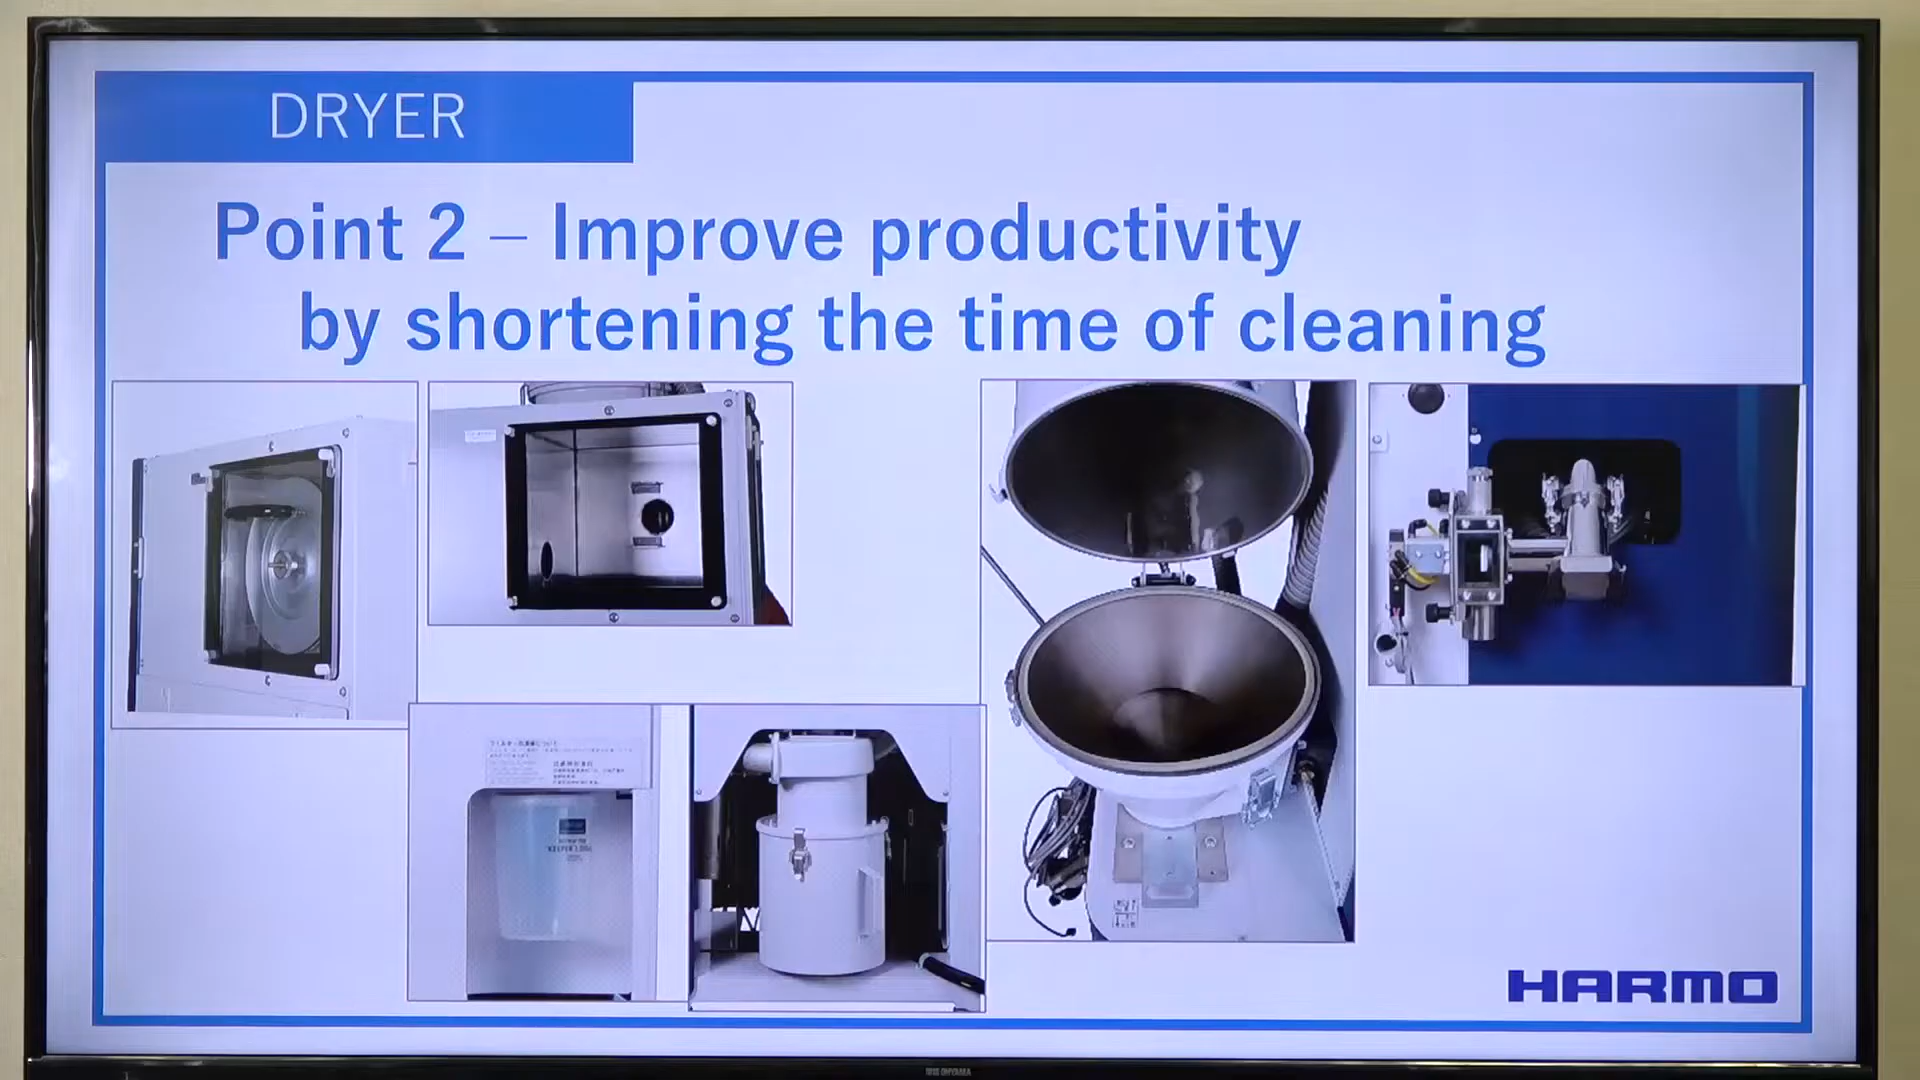 DRYER
Point 2 – Improve productivity
by shortening the time of cleaning
HARMO